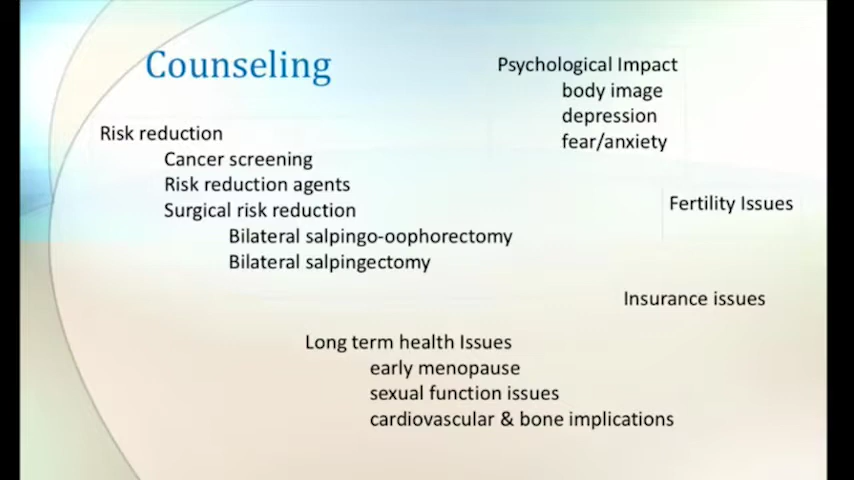 Counseling
Risk reduction
Cancer screening
Risk reduction agents
Surgical risk reduction
Bilateral salpingo-oophorectomy
Bilateral salpingectomy
Psychological Impact
body image
depression
fear/anxiety
Fertility Issues
Insurance issues
Long term health Issues
early menopause
sexual function issues
cardiovascular & bone implications